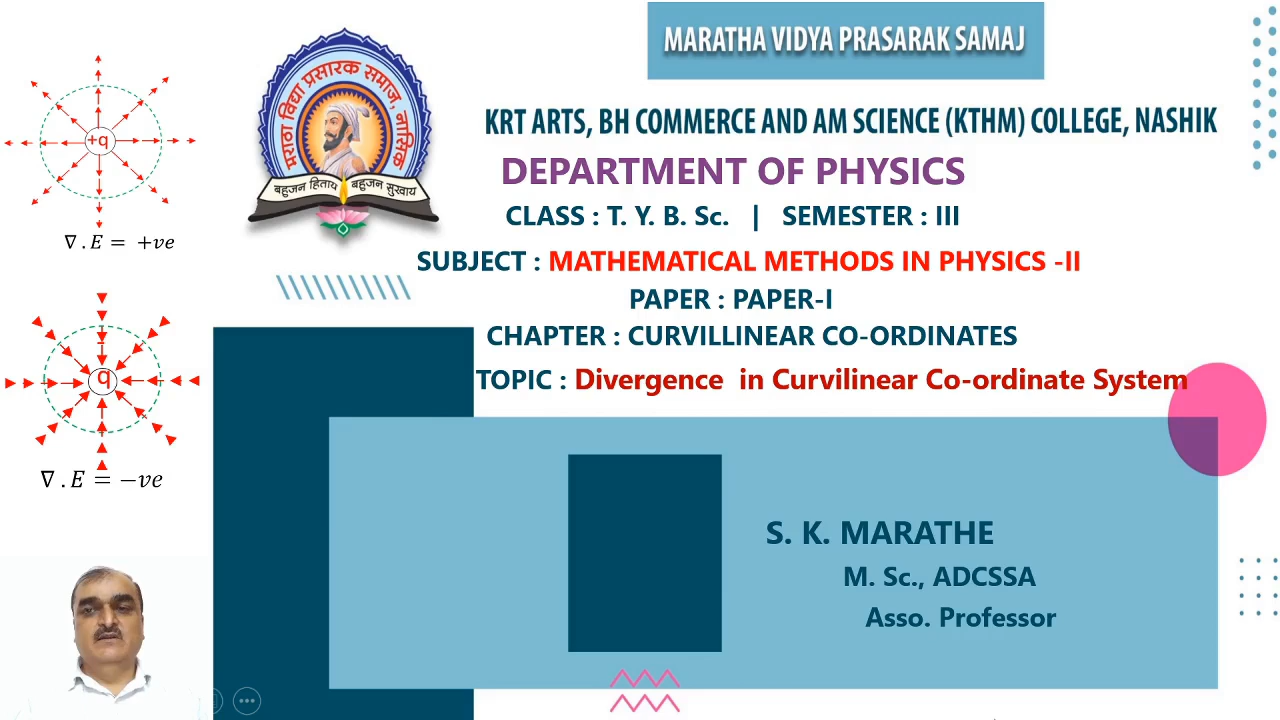 MARATHA VIDYA PRASARAK SAMAJ
मराठा विद्या प्रसारक समाज, नाशिक
बहुजन हिताय बहुजन सुखाय
KRT ARTS, BH COMMERCE AND AM SCIENCE (KTHM) COLLEGE, NASHIK
DEPARTMENT OF PHYSICS
CLASS : T. Y. B. Sc. | SEMESTER : III
SUBJECT : MATHEMATICAL METHODS IN PHYSICS -II
PAPER : PAPER-I
CHAPTER : CURVILLINEAR CO-ORDINATES
TOPIC : Divergence in Curvilinear Co-ordinate System
+q
∇ . E = +ve
q
∇ . E = −ve
S. K. MARATHE
M. Sc., ADCSSA
Asso. Professor